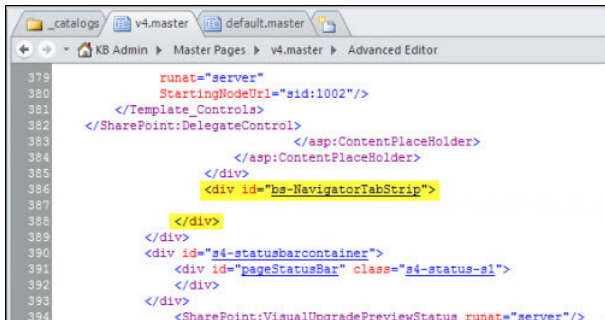 _catalogs v4.master default.master
KB Admin Master Pages v4.master Advanced Editor
379 runat="server"
380 StartingNodeUrl="sid:1002"/>
381 </Template_Controls>
382 </SharePoint:DelegateControl>
383 </asp:ContentPlaceHolder>
384 </asp:ContentPlaceHolder>
385 </div>
386 <div id="bs-NavigatorTabStrip">
387
388 </div>
389 </div>
390 <div id="s4-statusbarcontainer">
391 <div id="pageStatusBar" class="s4-status-s1">
392 </div>
393 </div>
394 <SharePoint:VisualUpgradePreviewStatus runat="server"/>